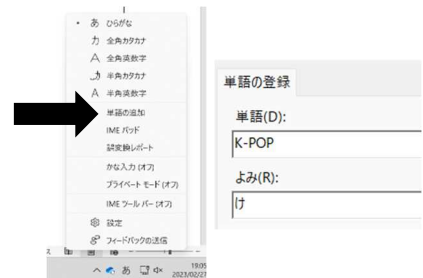 あ ひらがな
カ 全角カタカナ
A 全角英数字
カ 半角カタカナ
A 半角英数字
単語の追加
IME パッド
誤変換レポート
かな入力 (オフ)
プライベート モード (オフ)
IME ツール バー (オフ)
設定
フィードバックの送信
あ
19:05
2023/02/27
単語の登録
単語(D):
K-POP
よみ(R):
け